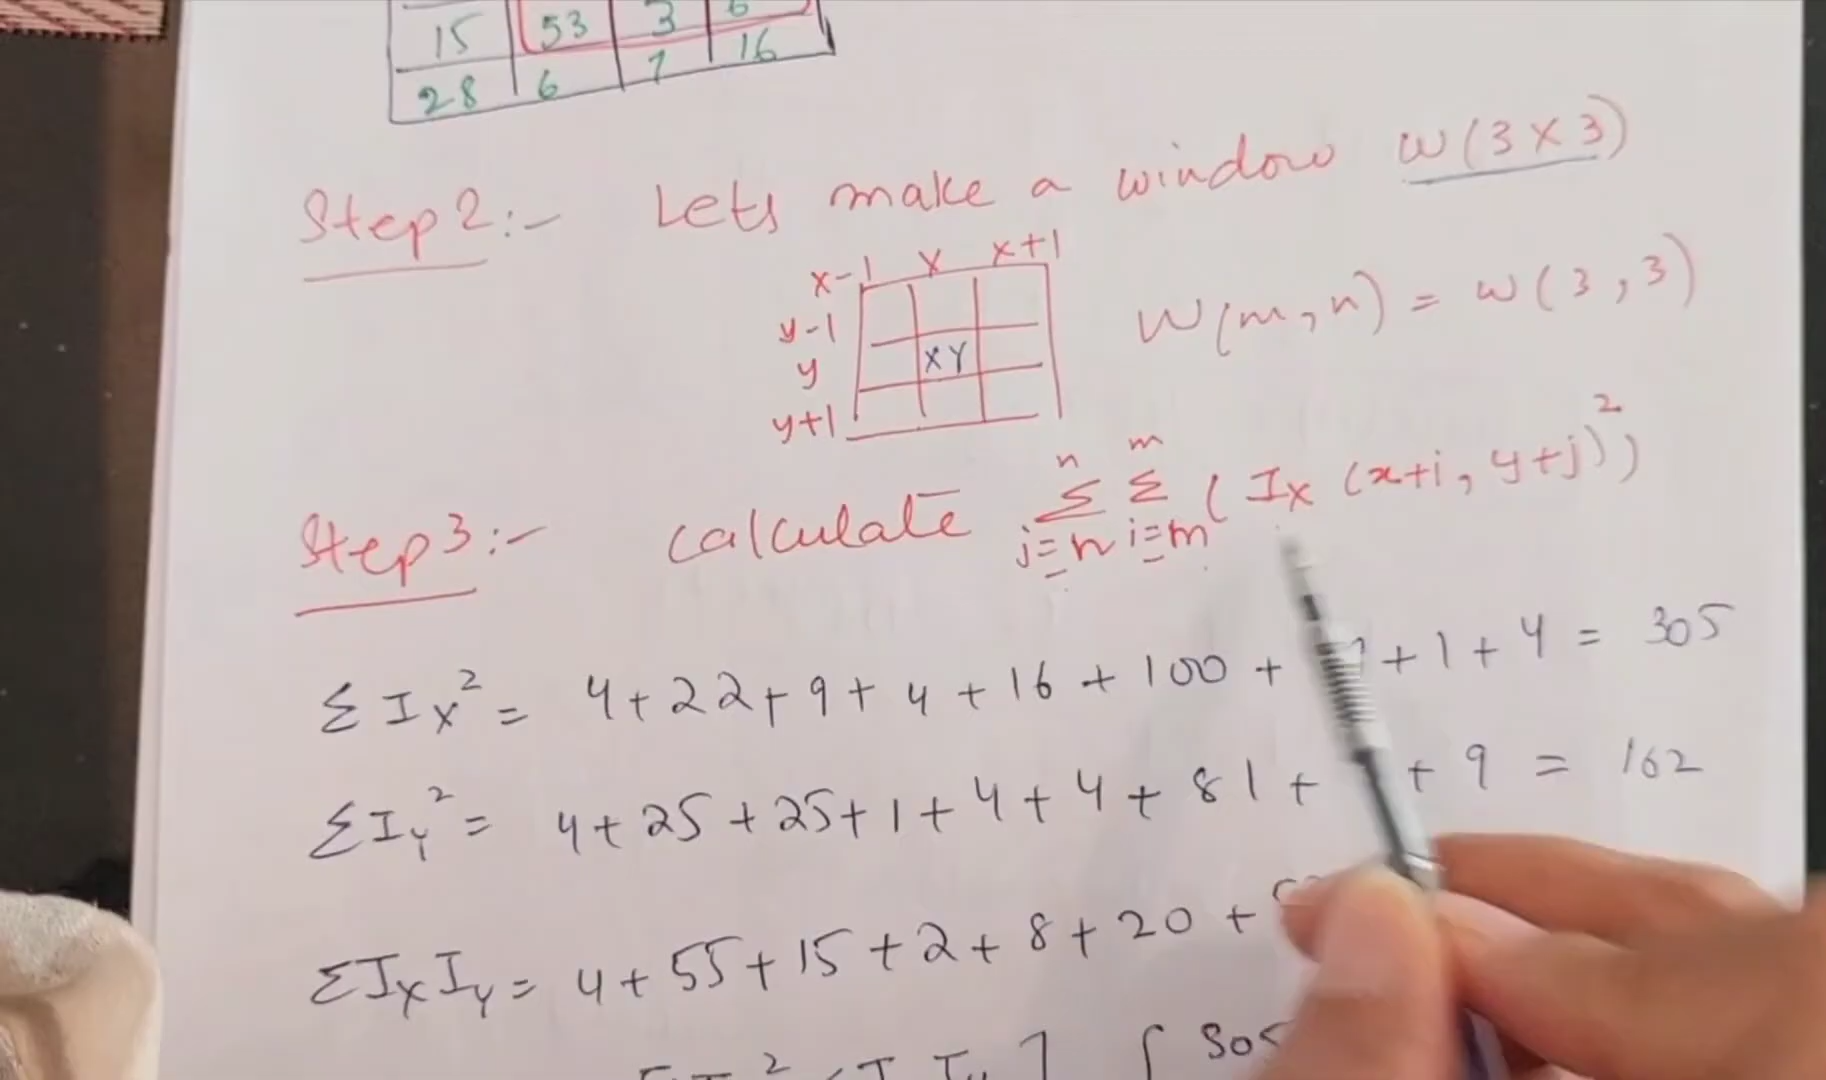 15 53 3 6
28 6 7 16
Step 2:- Lets make a window W(3X3)
x-1 x x+1
y-1
y XY
y+1
W(m,n) = W(3,3)
n m
Step 3:- calculate Σ Σ (Ix (x+i, y+j)²)
j=n i=m
ΣIx² = 4+22+9+4+16+100+ +1+4 = 305
ΣIY² = 4+25+25+1+4+4+81+ +9 = 162
ΣIxIy = 4+55+15+2+8+20+